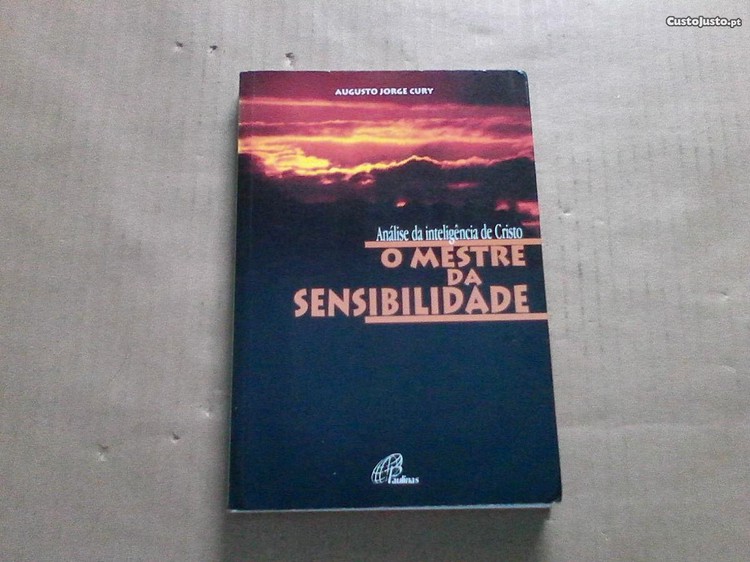 CustoJusto.pt
AUGUSTO JORGE CURY
Análise da inteligência de Cristo
O MESTRE
DA
SENSIBILIDADE
Paulinas